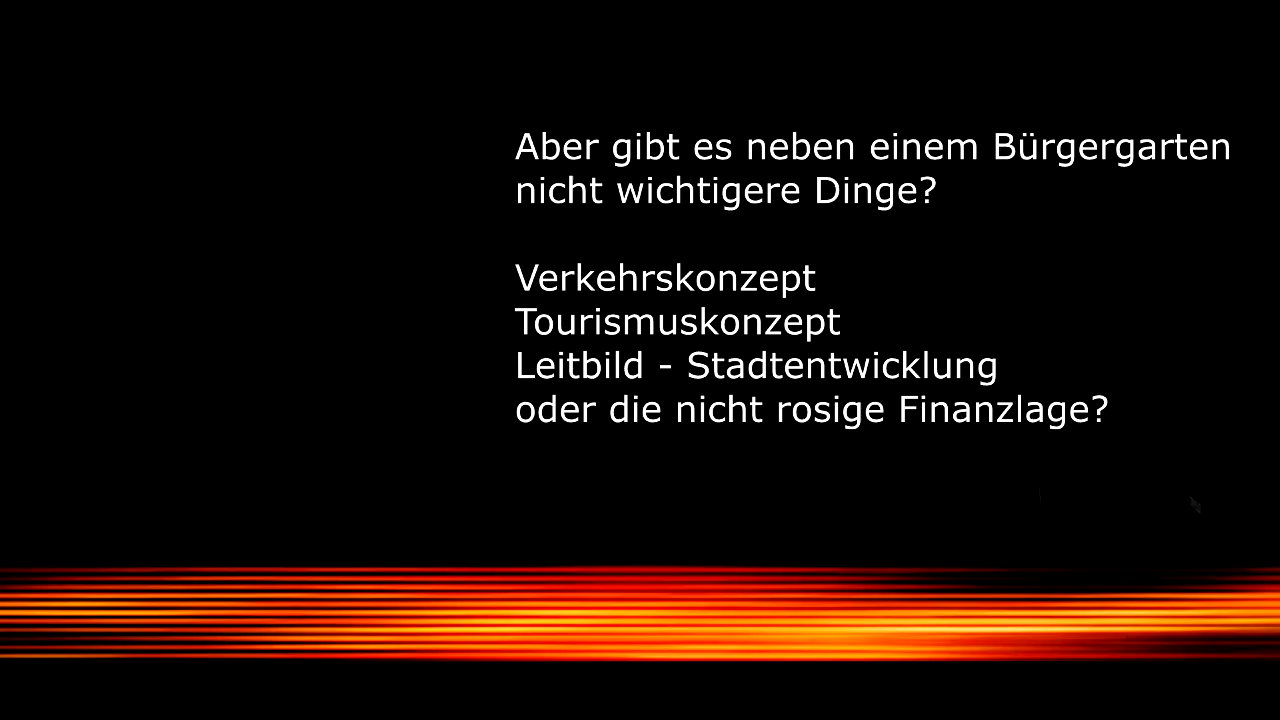 Aber gibt es neben einem Bürgergarten
nicht wichtigere Dinge?
Verkehrskonzept
Tourismuskonzept
Leitbild - Stadtentwicklung
oder die nicht rosige Finanzlage?